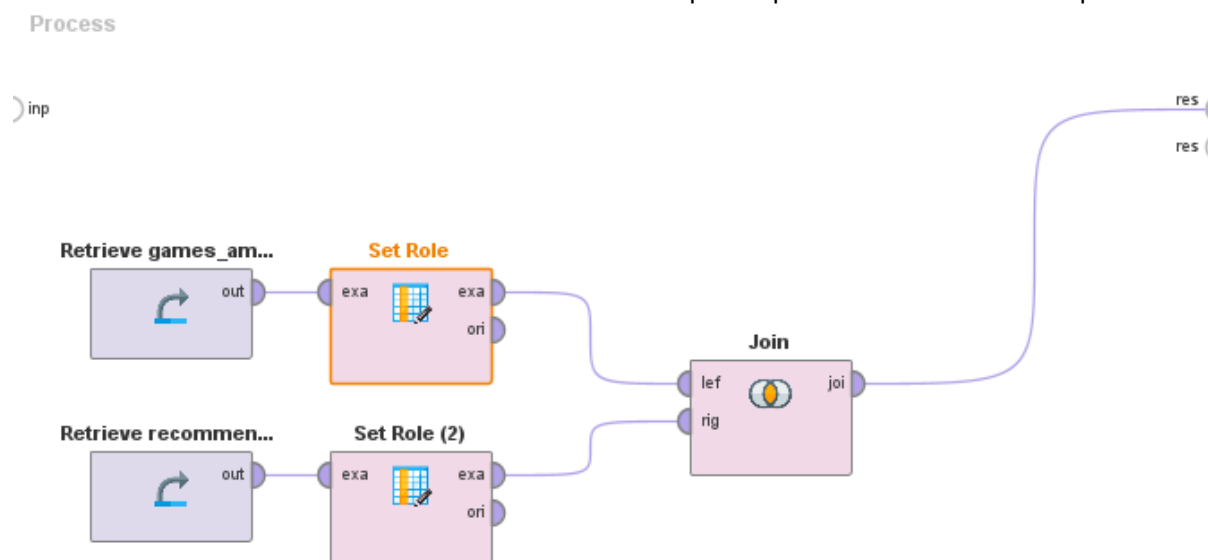 Process
inp
res
res
Retrieve games_am...
Set Role
out
exa
exa
ori
Join
lef
joi
rig
Retrieve recommen...
Set Role (2)
out
exa
exa
ori